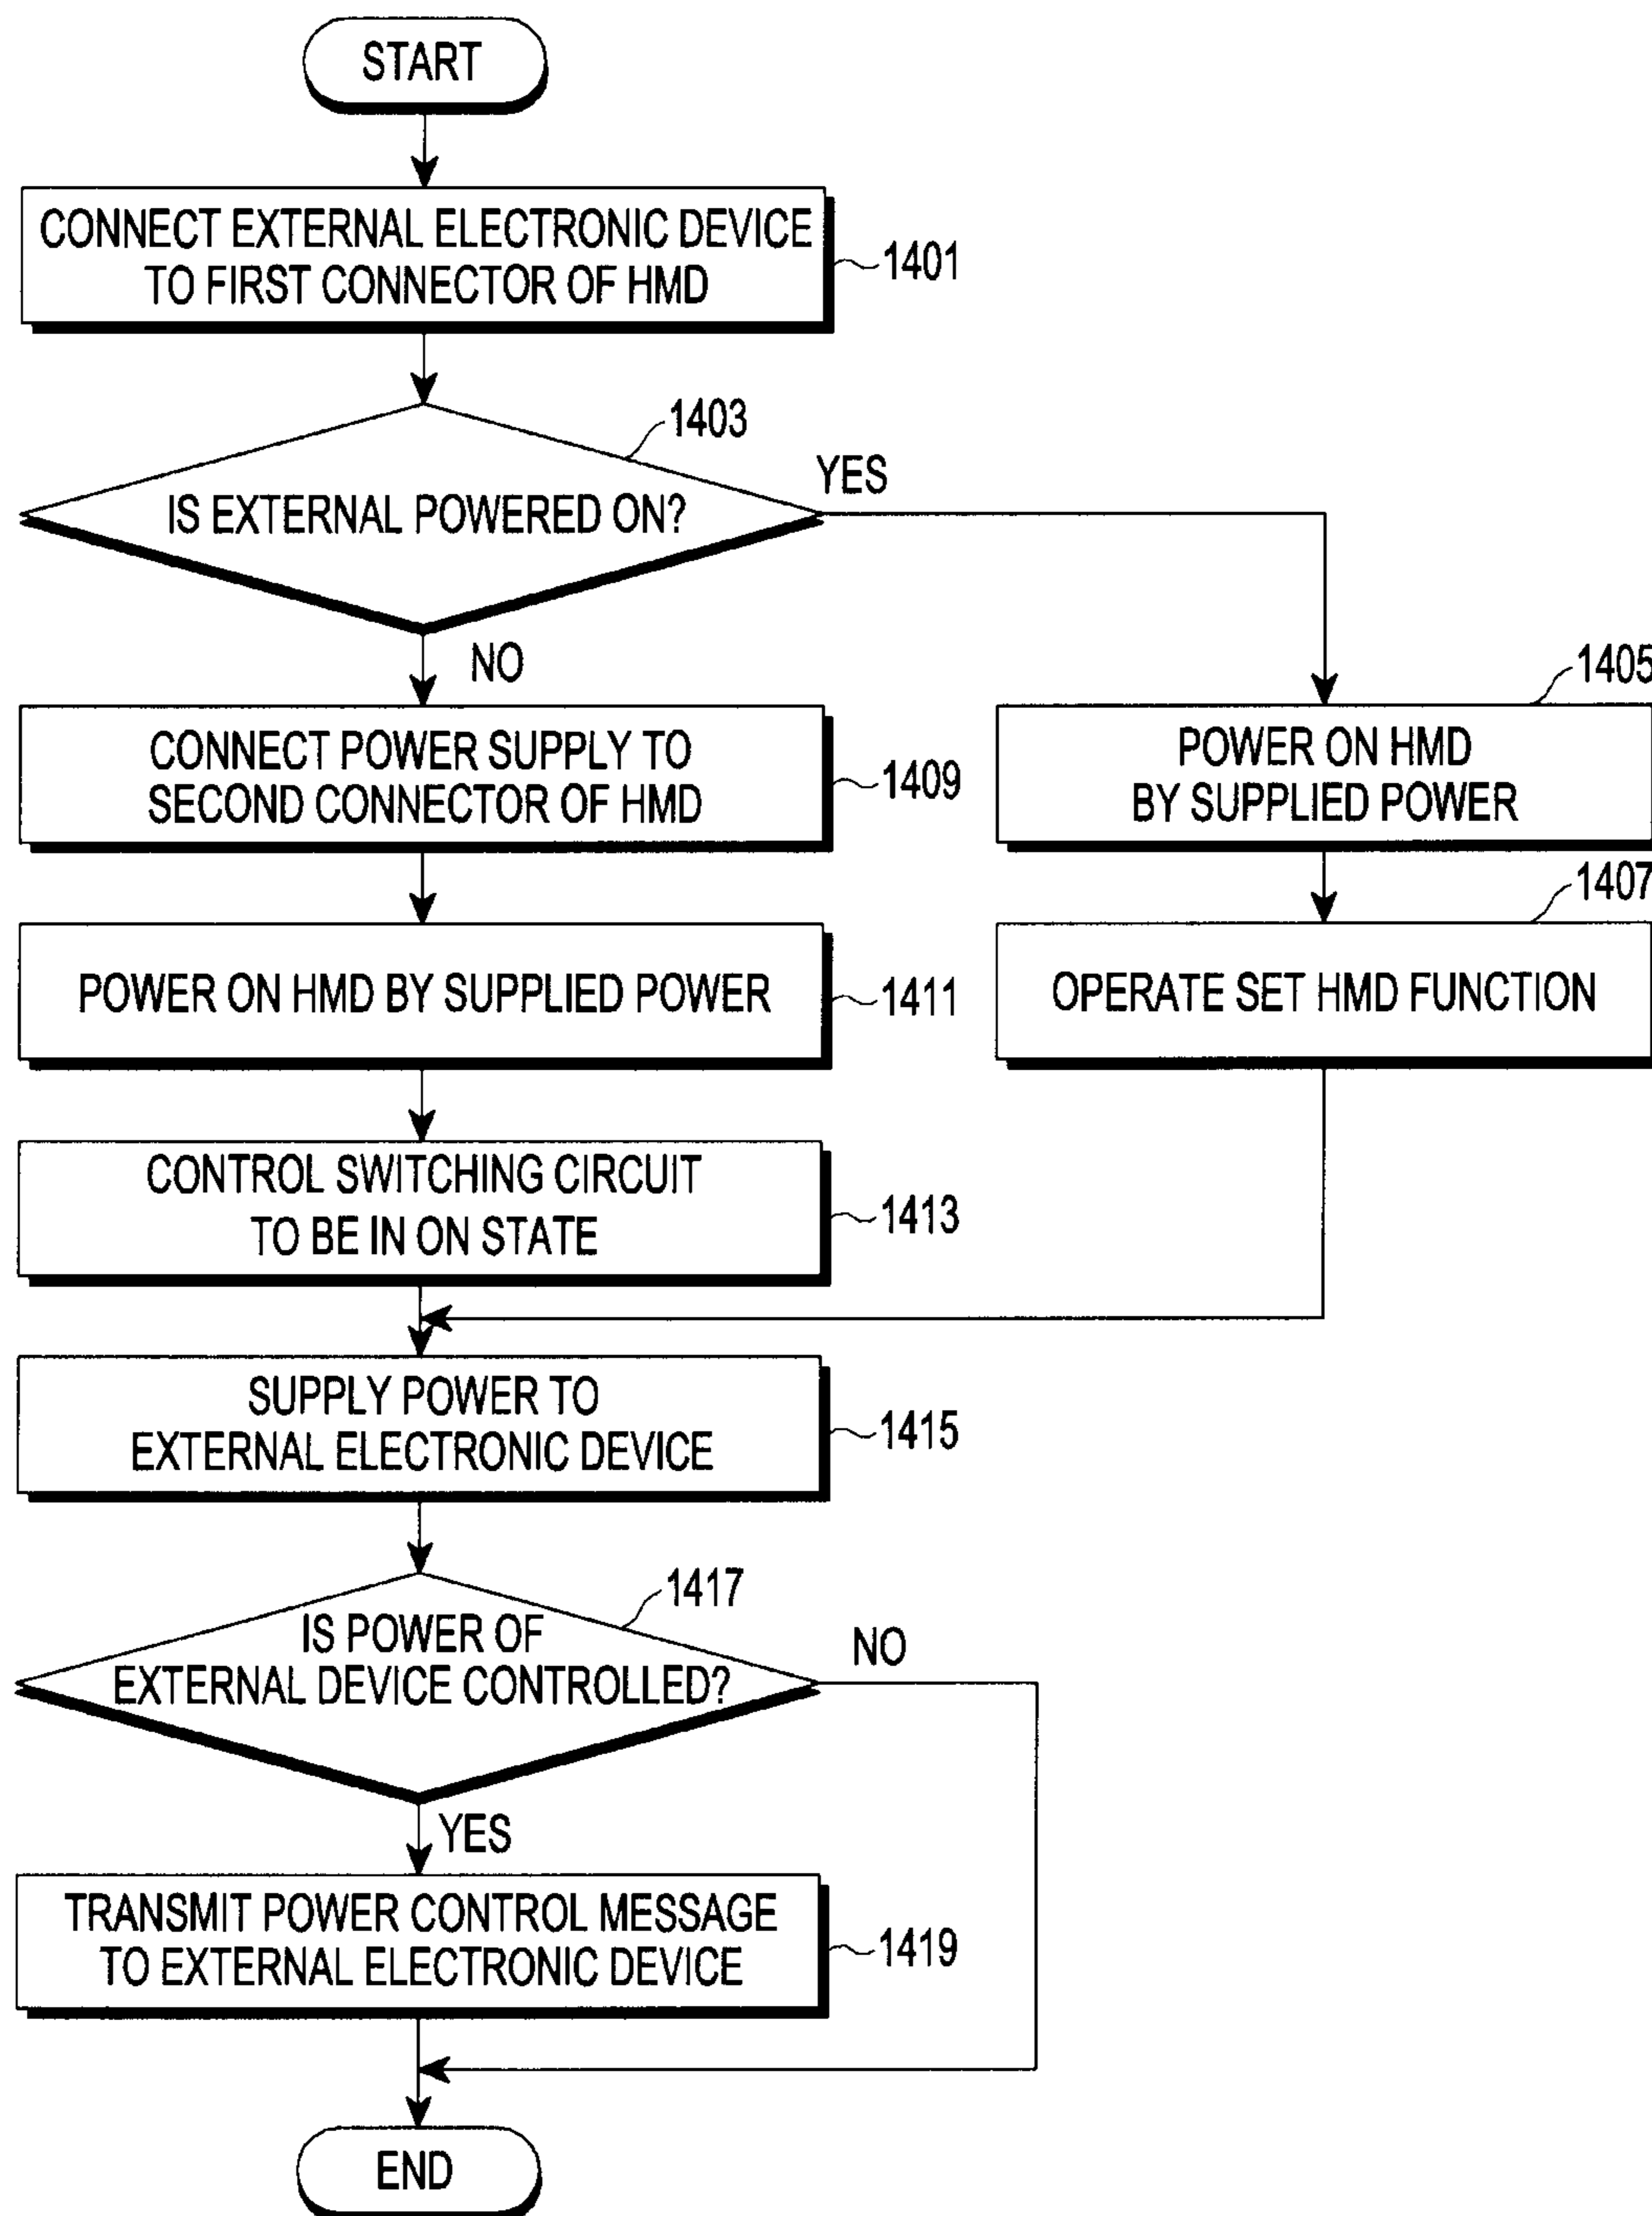 START
CONNECT EXTERNAL ELECTRONIC DEVICE
TO FIRST CONNECTOR OF HMD
1401
1403
IS EXTERNAL POWERED ON?
YES
NO
CONNECT POWER SUPPLY TO
SECOND CONNECTOR OF HMD
1409
1405
POWER ON HMD
BY SUPPLIED POWER
POWER ON HMD BY SUPPLIED POWER
1411
1407
OPERATE SET HMD FUNCTION
CONTROL SWITCHING CIRCUIT
TO BE IN ON STATE
1413
SUPPLY POWER TO
EXTERNAL ELECTRONIC DEVICE
1415
1417
IS POWER OF
EXTERNAL DEVICE CONTROLLED?
NO
YES
TRANSMIT POWER CONTROL MESSAGE
TO EXTERNAL ELECTRONIC DEVICE
1419
END